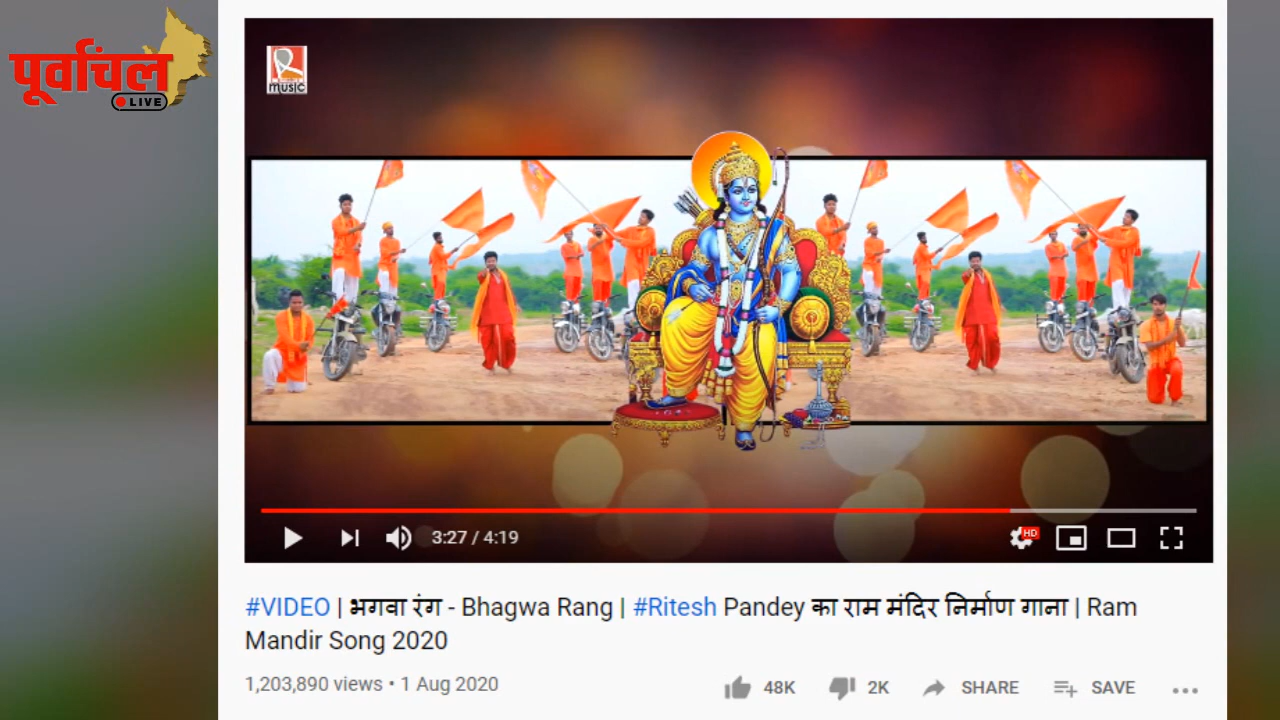 पूर्वांचल
LIVE
R
music
3:27 / 4:19
HD
#VIDEO | भगवा रंग - Bhagwa Rang | #Ritesh Pandey का राम मंदिर निर्माण गाना | Ram
Mandir Song 2020
1,203,890 views • 1 Aug 2020
48K
2K
SHARE
SAVE